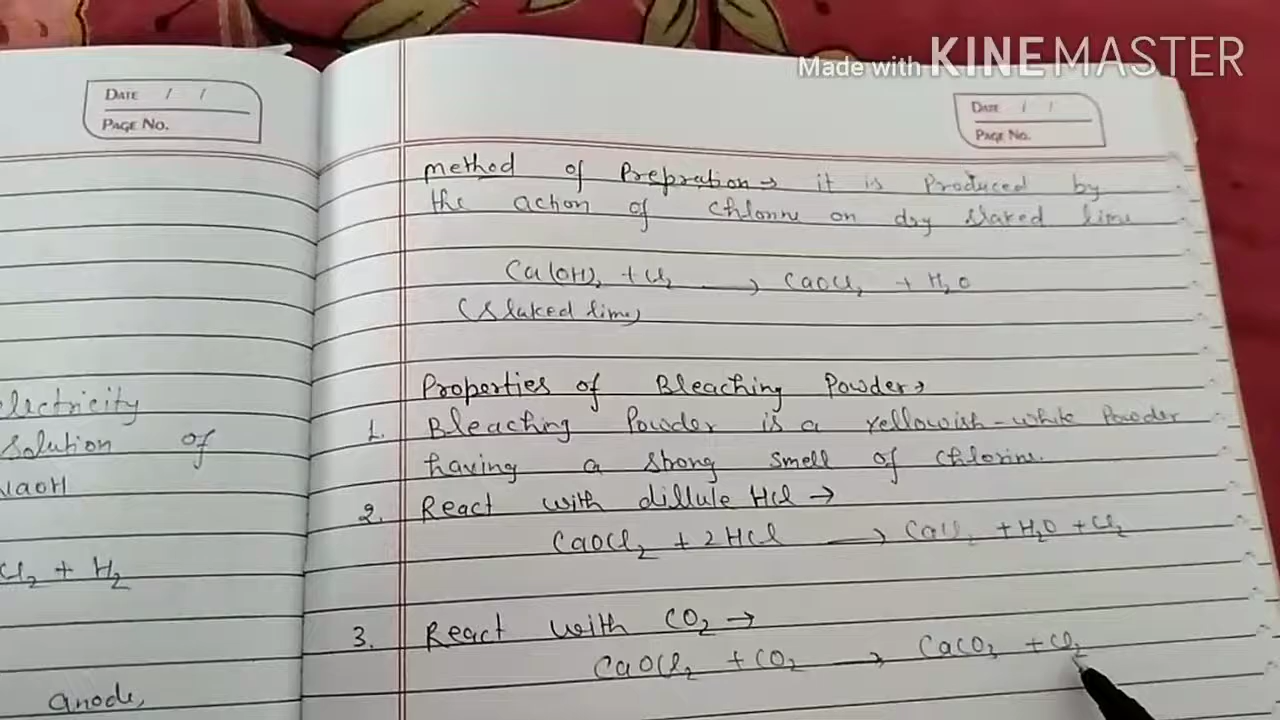 Made with KINEMASTER
DATE / /
PAGE No.
lectricity
solution of
NaOH
Cl₂ + H₂
anode,
DATE / /
PAGE No.
method of Prepration → it is Produced by
the action of chlorine on dry slaked lime
Ca(OH)₂ + Cl₂ ⟶ CaOCl₂ + H₂O
(Slaked lime)
Properties of Bleaching Powder→
1. Bleaching Powder is a yellowish-white Powder
having a strong smell of chlorine.
2. React with dillute HCl →
CaOCl₂ + 2HCl ⟶ CaCl₂ + H₂O + Cl₂
3. React with CO₂ →
CaOCl₂ + CO₂ ⟶ CaCO₃ + Cl₂